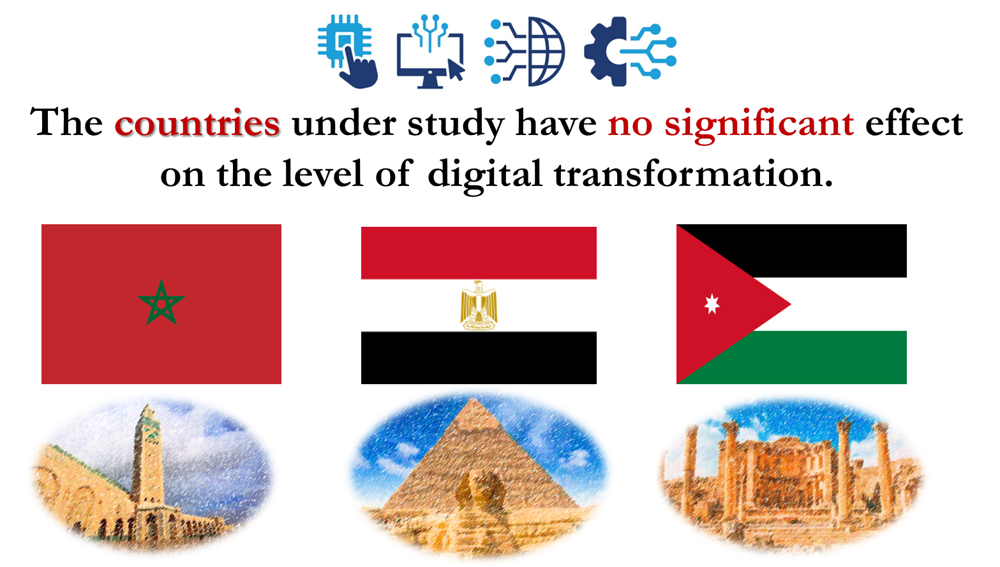 The countries under study have no significant effect
on the level of digital transformation.